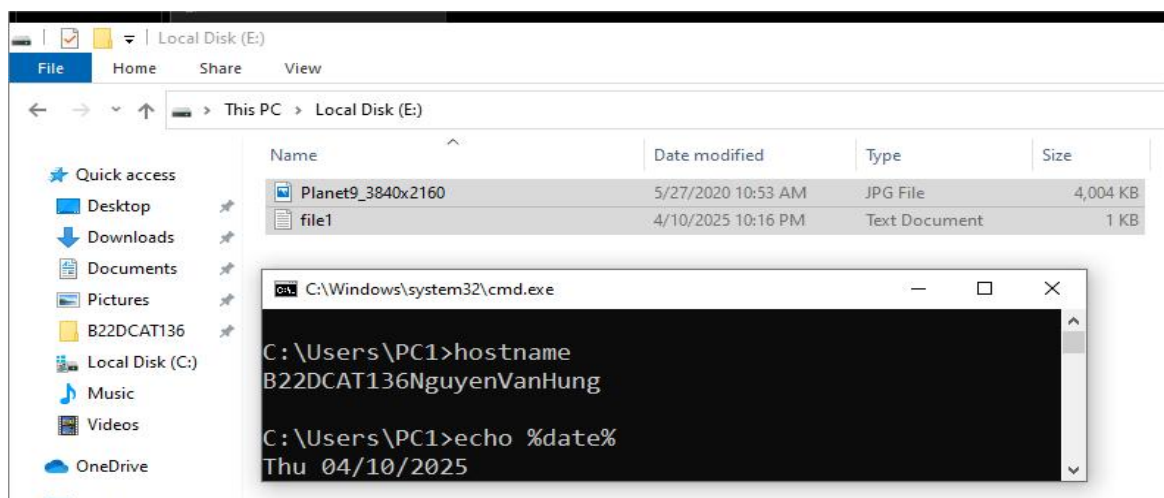 Local Disk (E:)
File Home Share View
This PC > Local Disk (E:)
Name Date modified Type Size
Quick access
Desktop
Downloads
Documents
Pictures
B22DCAT136
Local Disk (C:)
Music
Videos
OneDrive
Planet9_3840x2160 5/27/2020 10:53 AM JPG File 4,004 KB
file1 4/10/2025 10:16 PM Text Document 1 KB
C:\Windows\system32\cmd.exe
C:\Users\PC1>hostname
B22DCAT136NguyenVanHung
C:\Users\PC1>echo %date%
Thu 04/10/2025